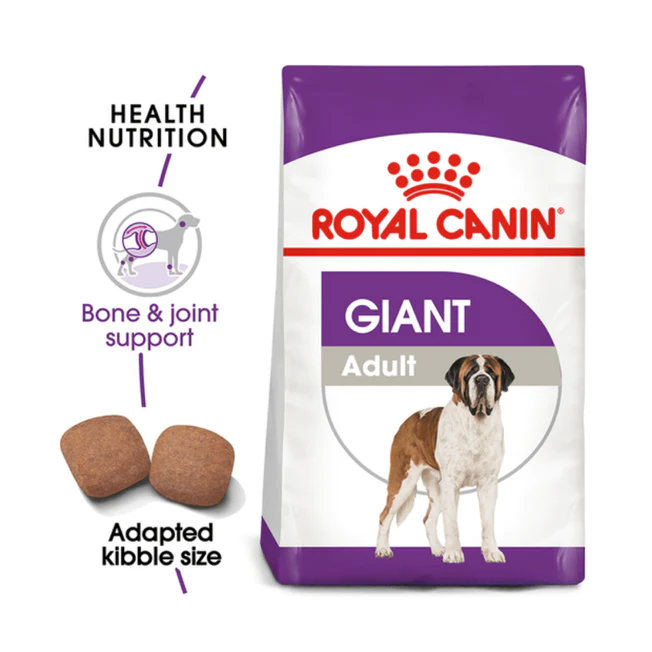 HEALTH
NUTRITION
Bone & joint
support
Adapted
kibble size
ROYAL CANIN®
GIANT
Adult